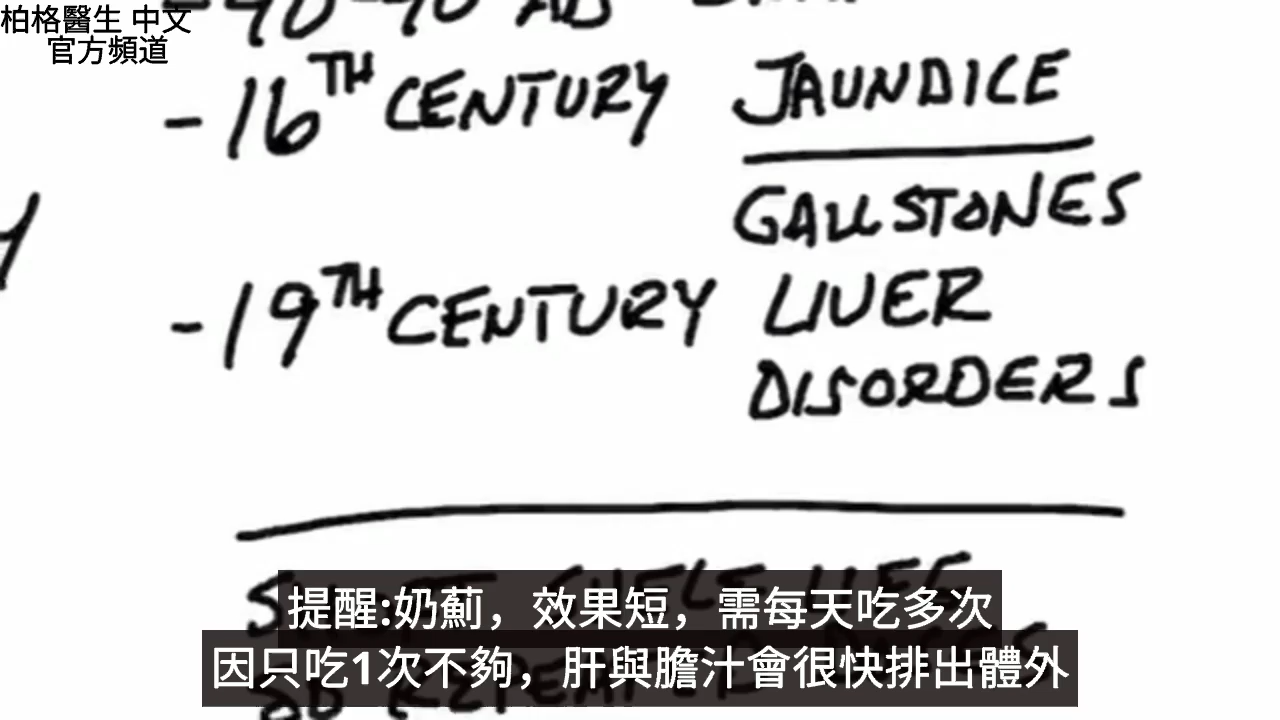 柏格醫生 中文
官方頻道
-16TH CENTURY JAUNDICE
GALLSTONES
-19TH CENTURY LIVER
DISORDERS
提醒:奶薊，效果短，需每天吃多次
因只吃1次不夠，肝與膽汁會很快排出體外